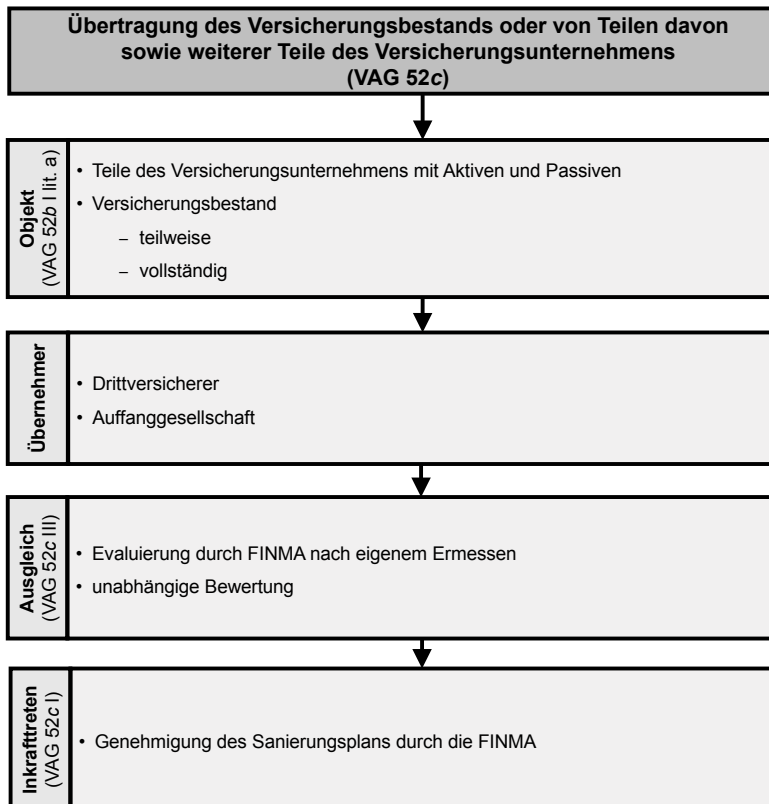 Übertragung des Versicherungsbestands oder von Teilen davon
sowie weiterer Teile des Versicherungsunternehmens
(VAG 52c)
Objekt
(VAG 52b I lit. a)
• Teile des Versicherungsunternehmens mit Aktiven und Passiven
• Versicherungsbestand
– teilweise
– vollständig
Übernehmer
• Drittversicherer
• Auffanggesellschaft
Ausgleich
(VAG 52c III)
• Evaluierung durch FINMA nach eigenem Ermessen
• unabhängige Bewertung
Inkrafttreten
(VAG 52c I)
• Genehmigung des Sanierungsplans durch die FINMA